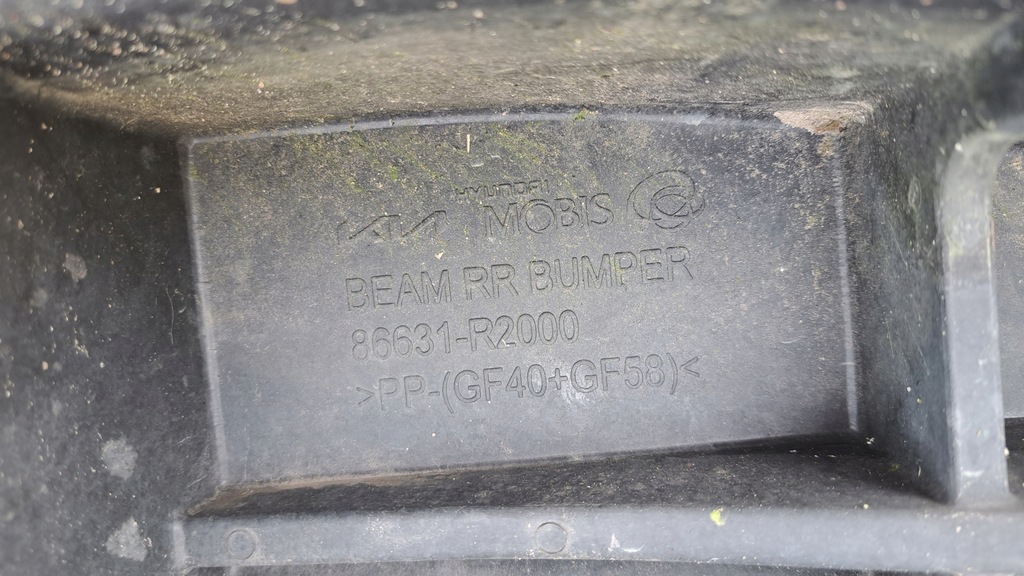 HYUNDAI
KIA MOBIS
BEAM RR BUMPER
86631-R2000
>PP-(GF40+GF58)<